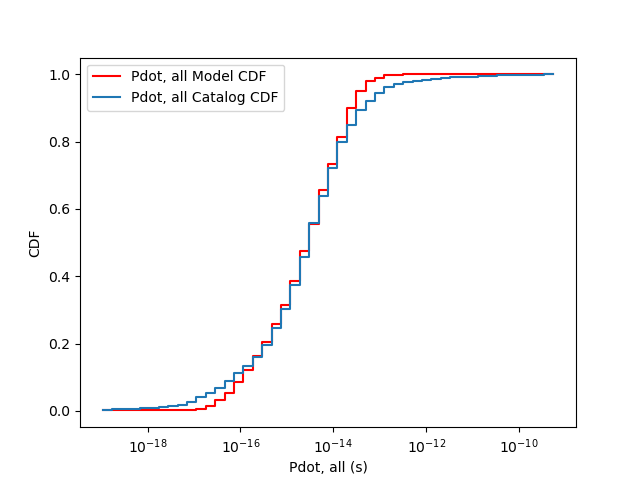 Pdot, all Model CDF
Pdot, all Catalog CDF
CDF
1.0
0.8
0.6
0.4
0.2
0.0
10⁻¹⁸ 10⁻¹⁶ 10⁻¹⁴ 10⁻¹² 10⁻¹⁰
Pdot, all (s)